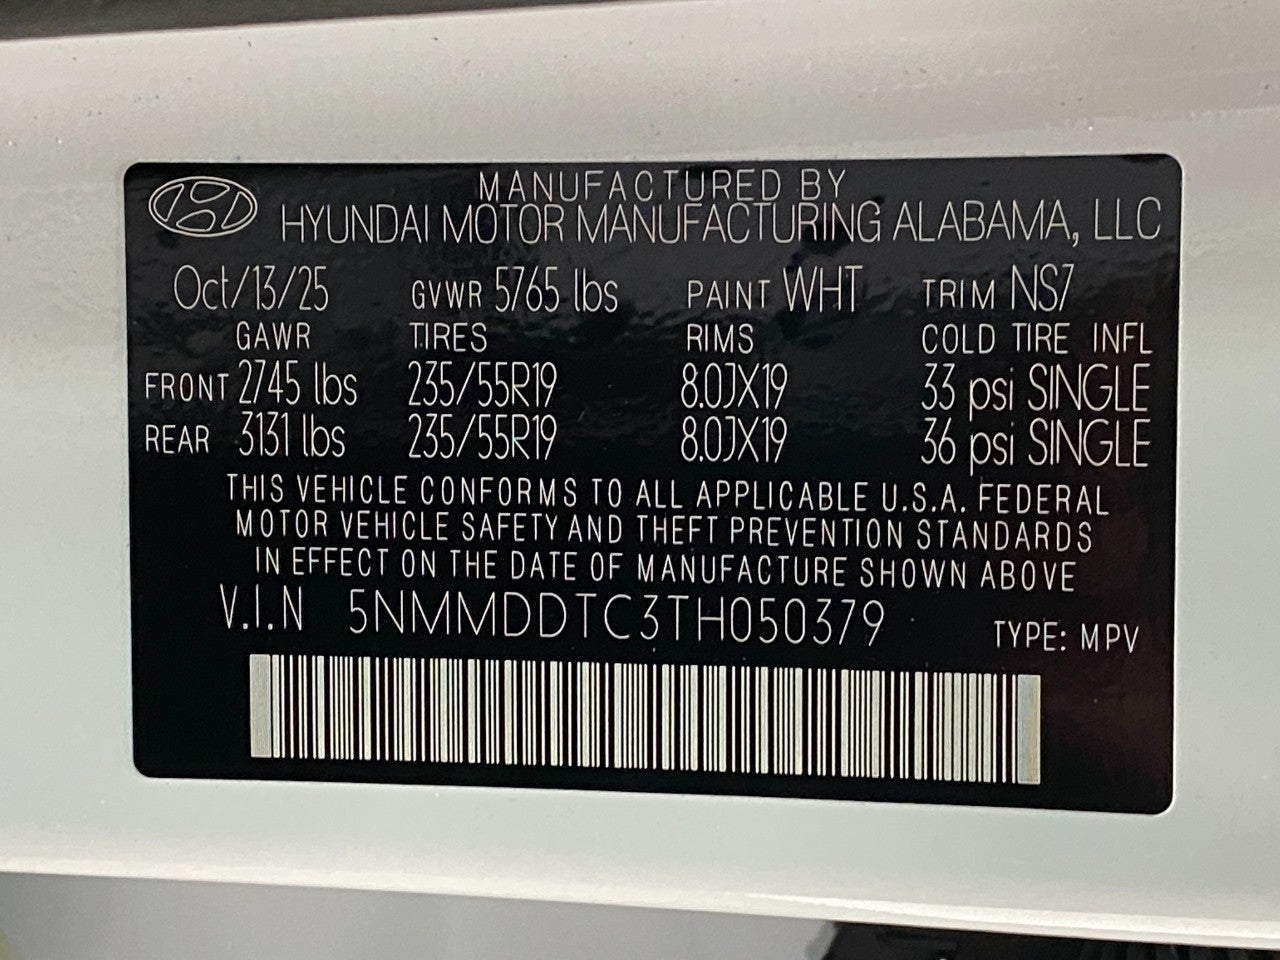 MANUFACTURED BY
HYUNDAI MOTOR MANUFACTURING ALABAMA, LLC
Oct/13/25 GVWR 5765 lbs PAINT WHT TRIM NS7
GAWR TIRES RIMS COLD TIRE INFL
FRONT 2745 lbs 235/55R19 8.0JX19 33 psi SINGLE
REAR 3131 lbs 235/55R19 8.0JX19 36 psi SINGLE
THIS VEHICLE CONFORMS TO ALL APPLICABLE U.S.A. FEDERAL
MOTOR VEHICLE SAFETY AND THEFT PREVENTION STANDARDS
IN EFFECT ON THE DATE OF MANUFACTURE SHOWN ABOVE
V.I.N 5NMMDDTC3TH050379 TYPE: MPV